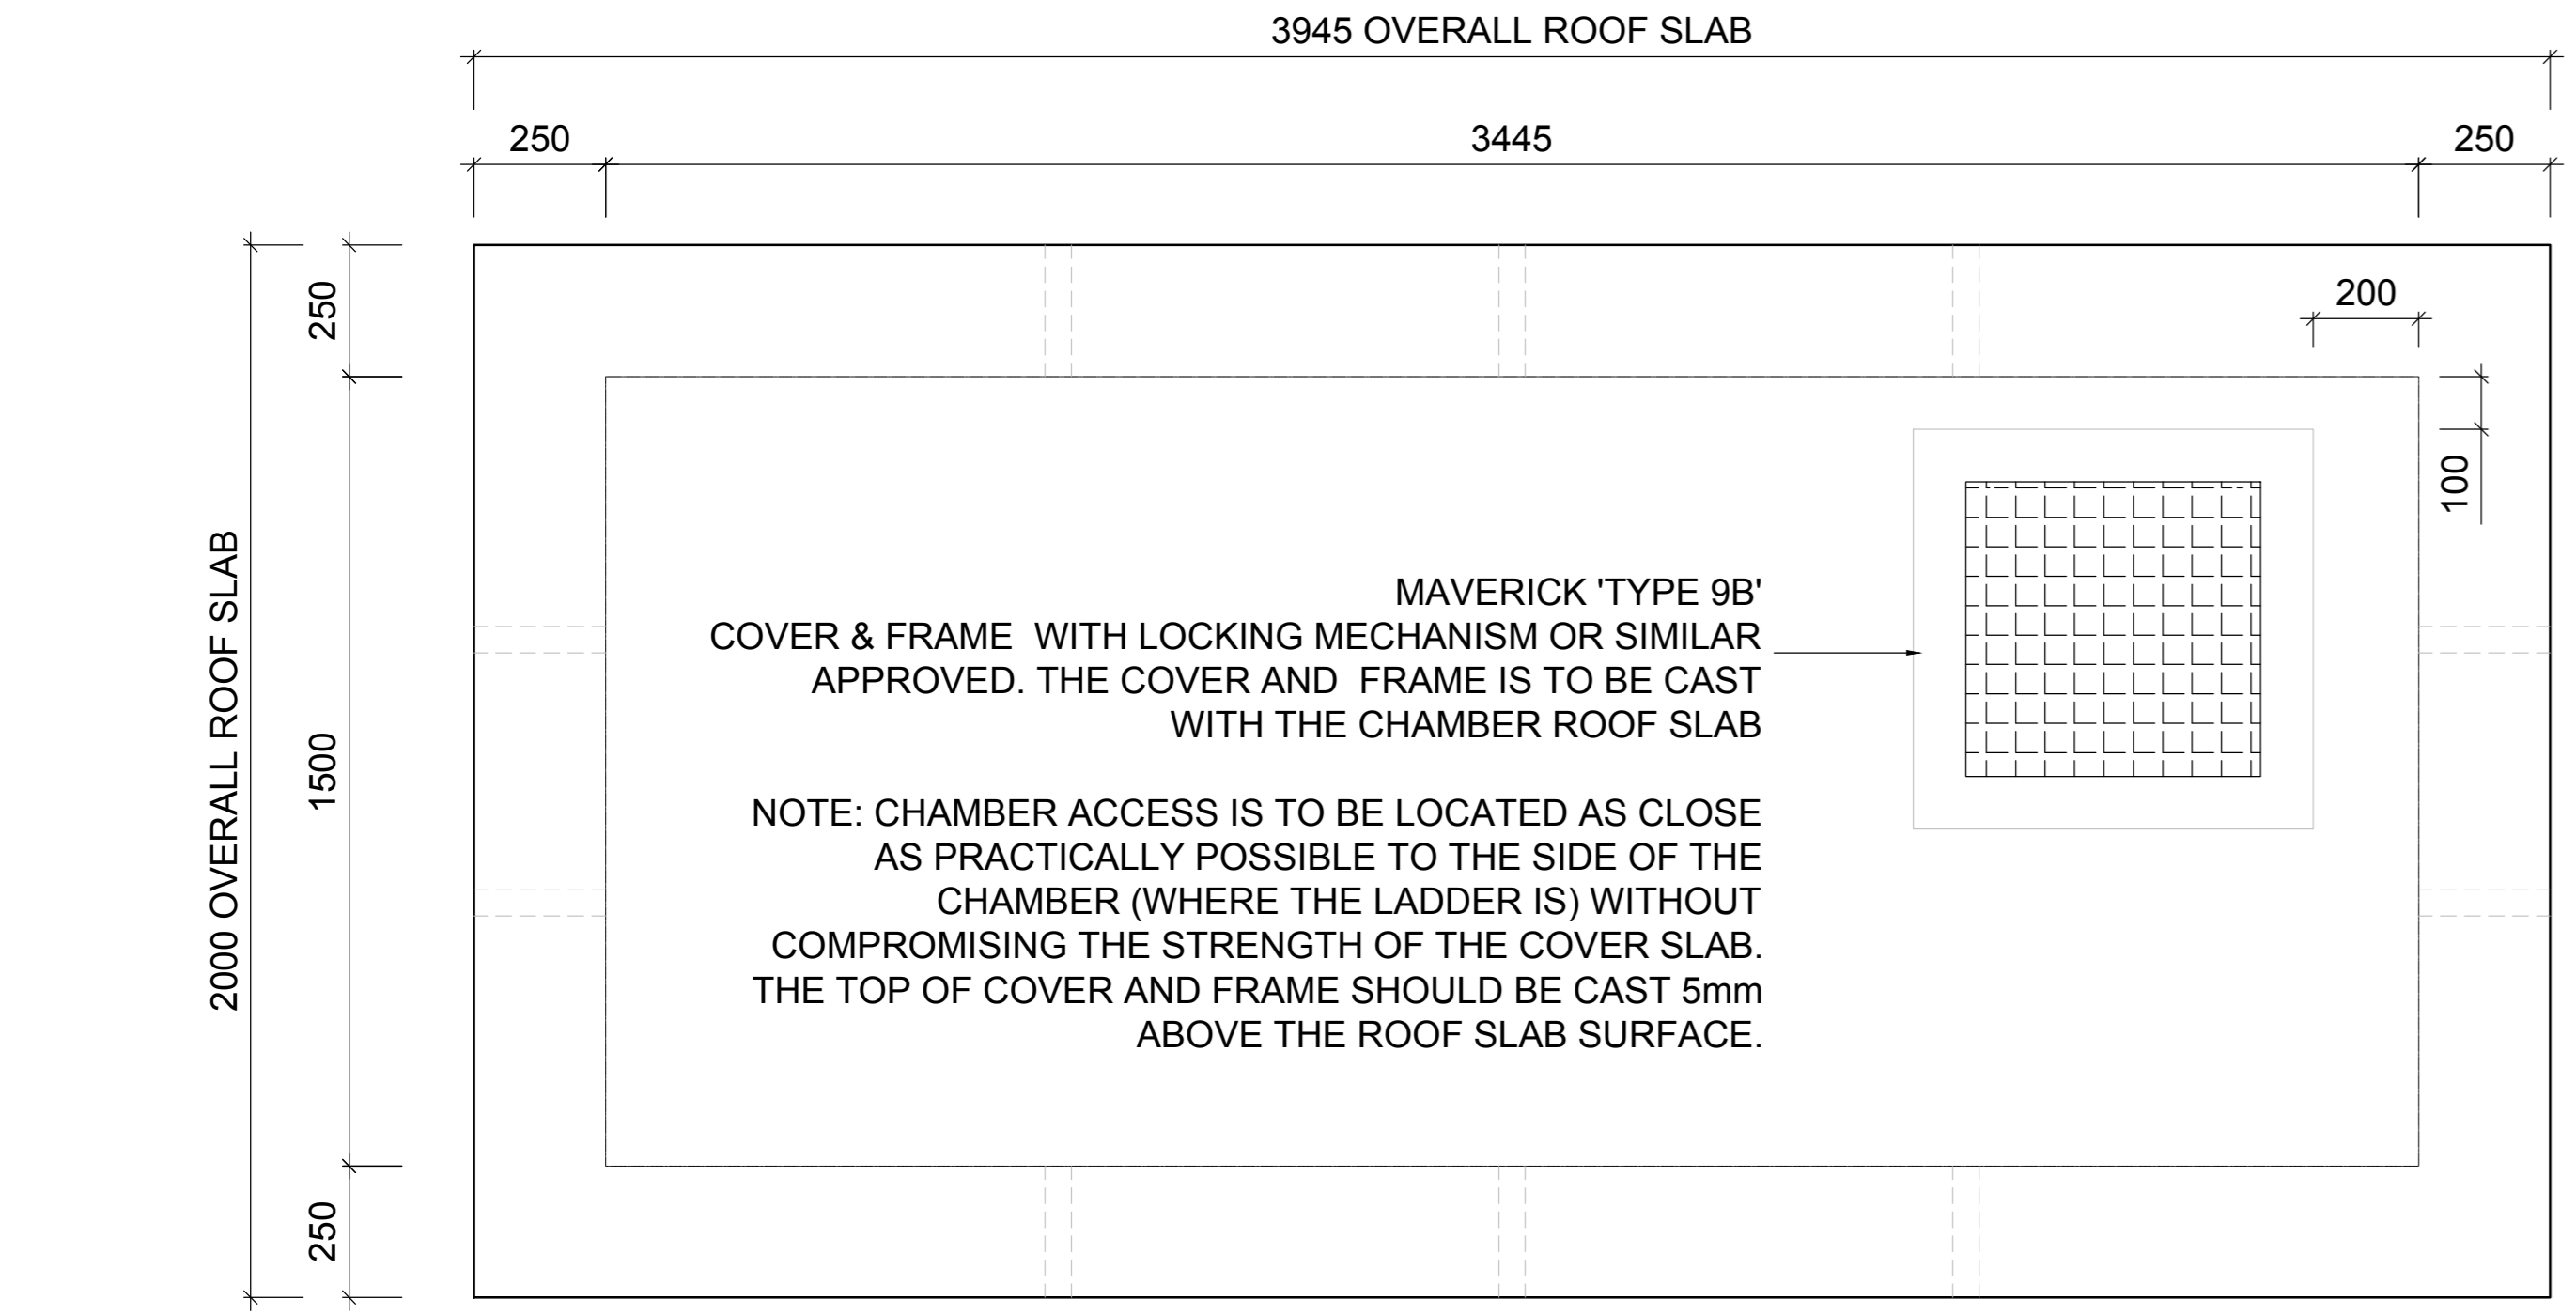 3945 OVERALL ROOF SLAB
250
3445
250
250
200
100
2000 OVERALL ROOF SLAB
1500
MAVERICK 'TYPE 9B'
COVER & FRAME WITH LOCKING MECHANISM OR SIMILAR
APPROVED. THE COVER AND FRAME IS TO BE CAST
WITH THE CHAMBER ROOF SLAB
NOTE: CHAMBER ACCESS IS TO BE LOCATED AS CLOSE
AS PRACTICALLY POSSIBLE TO THE SIDE OF THE
CHAMBER (WHERE THE LADDER IS) WITHOUT
COMPROMISING THE STRENGTH OF THE COVER SLAB.
THE TOP OF COVER AND FRAME SHOULD BE CAST 5mm
ABOVE THE ROOF SLAB SURFACE.
250